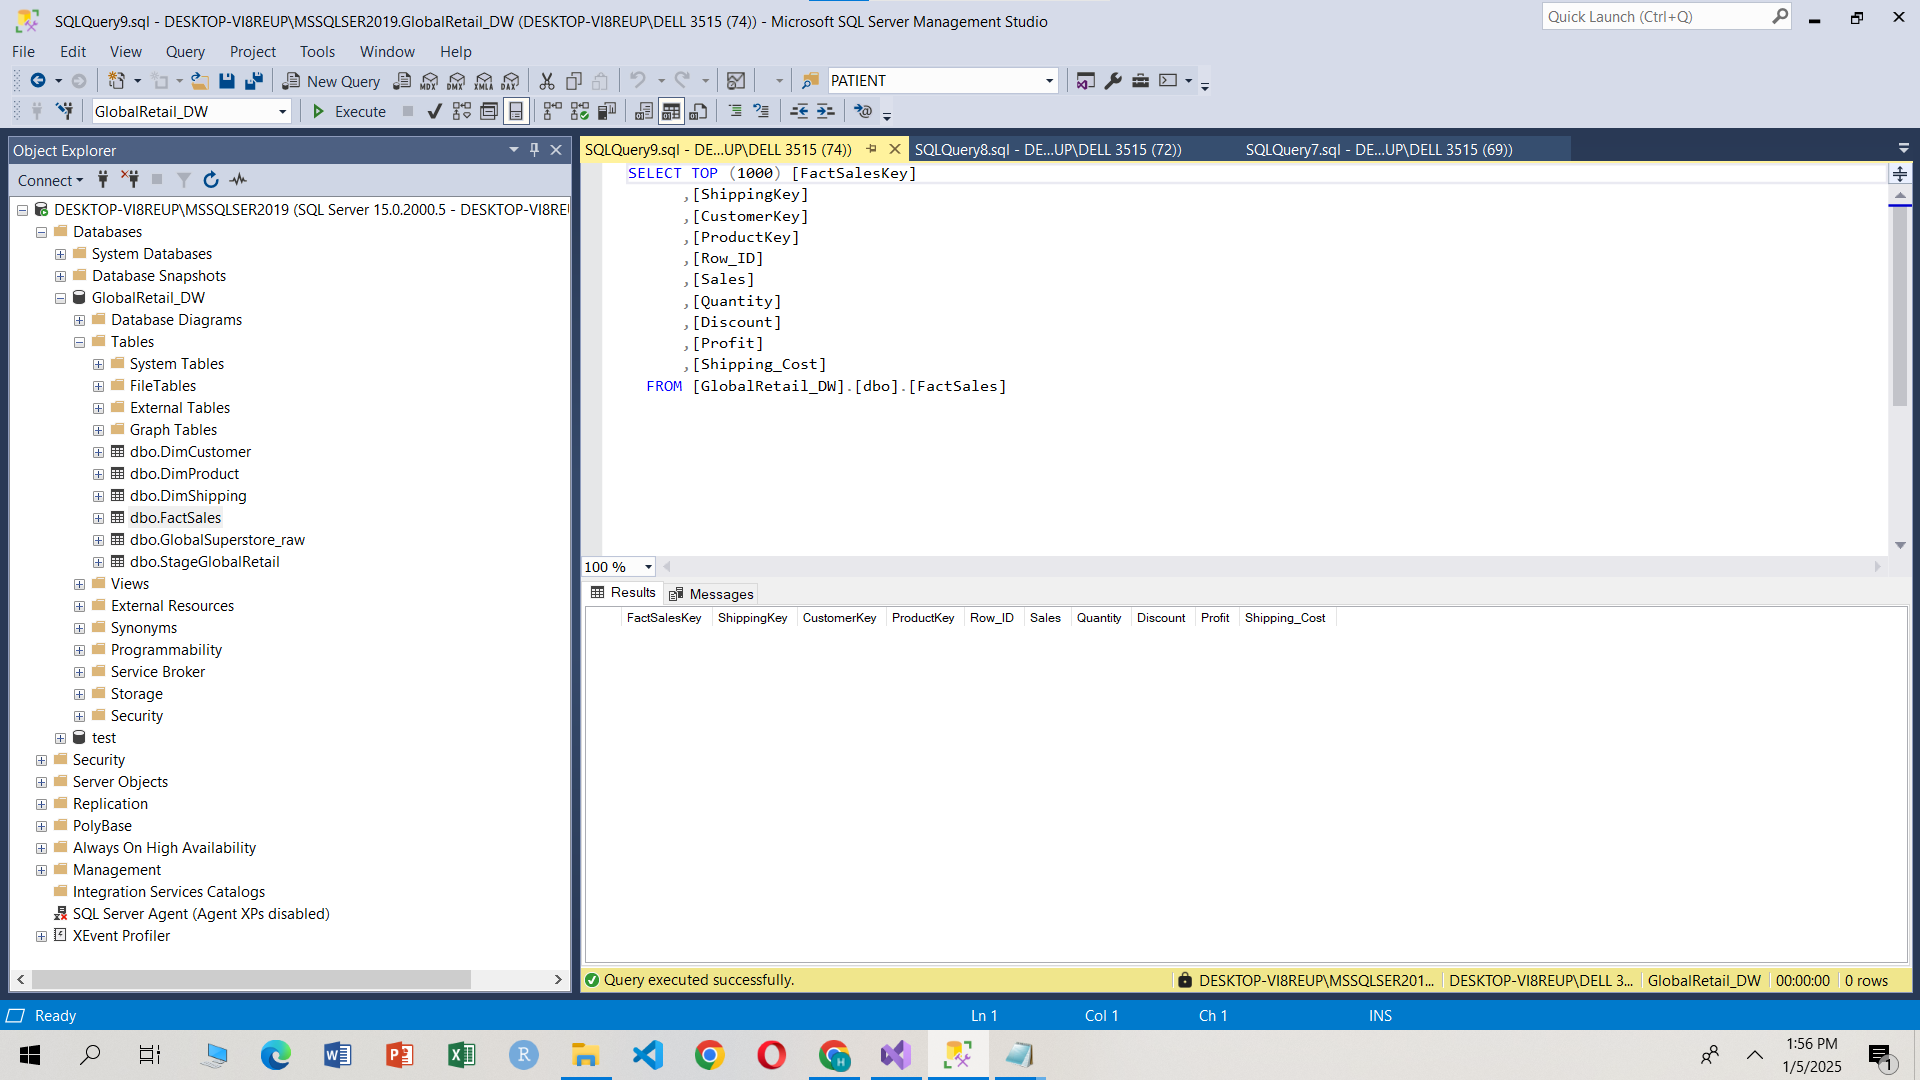 SQLQuery9.sql - DESKTOP-VI8REUP\MSSQLSER2019.GlobalRetail_DW (DESKTOP-VI8REUP\DELL 3515 (74)) - Microsoft SQL Server Management Studio
Quick Launch (Ctrl+Q)
File Edit View Query Project Tools Window Help
New Query
MDX DMX XMLA DAX
PATIENT
GlobalRetail_DW
Execute
Object Explorer
Connect
DESKTOP-VI8REUP\MSSQLSER2019 (SQL Server 15.0.2000.5 - DESKTOP-VI8REU
Databases
System Databases
Database Snapshots
GlobalRetail_DW
Database Diagrams
Tables
System Tables
FileTables
External Tables
Graph Tables
dbo.DimCustomer
dbo.DimProduct
dbo.DimShipping
dbo.FactSales
dbo.GlobalSuperstore_raw
dbo.StageGlobalRetail
Views
External Resources
Synonyms
Programmability
Service Broker
Storage
Security
test
Security
Server Objects
Replication
PolyBase
Always On High Availability
Management
Integration Services Catalogs
SQL Server Agent (Agent XPs disabled)
XEvent Profiler
SQLQuery9.sql - DE...UP\DELL 3515 (74))
SQLQuery8.sql - DE...UP\DELL 3515 (72))
SQLQuery7.sql - DE...UP\DELL 3515 (69))
SELECT TOP (1000) [FactSalesKey]
,[ShippingKey]
,[CustomerKey]
,[ProductKey]
,[Row_ID]
,[Sales]
,[Quantity]
,[Discount]
,[Profit]
,[Shipping_Cost]
FROM [GlobalRetail_DW].[dbo].[FactSales]
100 %
Results Messages
FactSalesKey ShippingKey CustomerKey ProductKey Row_ID Sales Quantity Discount Profit Shipping_Cost
Query executed successfully.
DESKTOP-VI8REUP\MSSQLSER201... DESKTOP-VI8REUP\DELL 3... GlobalRetail_DW 00:00:00 0 rows
Ready
Ln 1 Col 1 Ch 1 INS
1:56 PM
1/5/2025
1